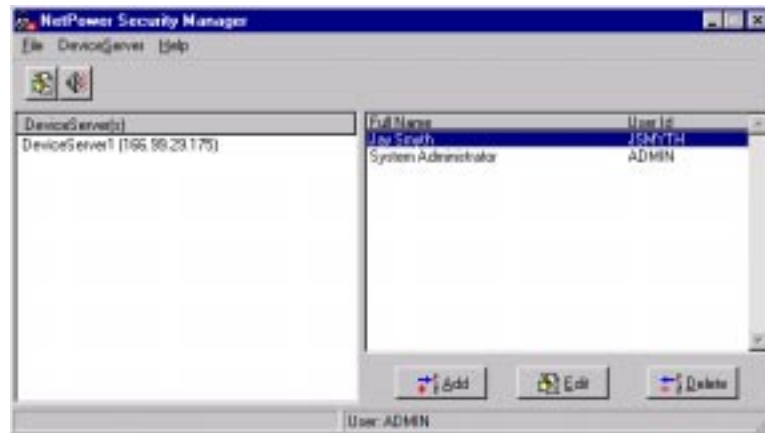 NetPower Security Manager
File DeviceServer Help
DeviceServer(s)
DeviceServer1 (166.99.29.175)
Full Name User Id
Jay Smyth JSMYTH
System Administrator ADMIN
Add Edit Delete
User: ADMIN